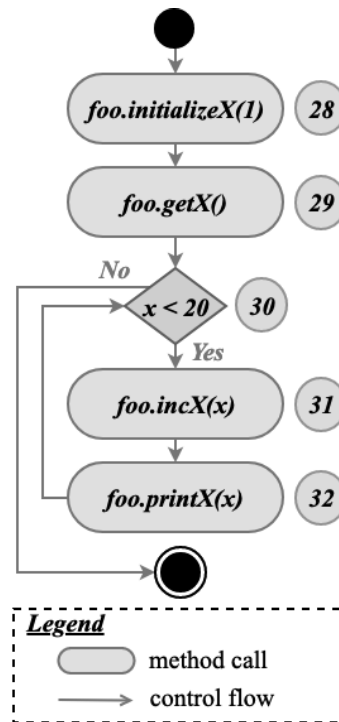 foo.initializeX(1) 28
foo.getX() 29
No
x < 20 30
Yes
foo.incX(x) 31
foo.printX(x) 32
Legend
method call
control flow